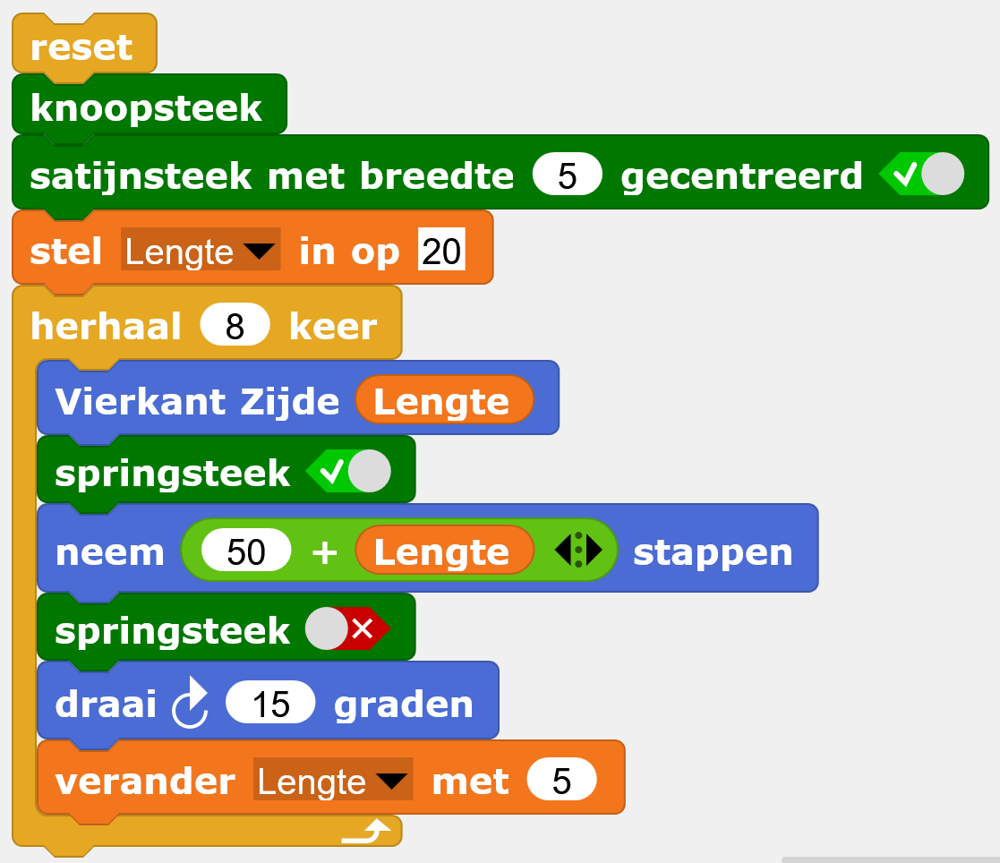 reset
knoopsteek
satijnsteek met breedte 5 gecentreerd
stel Lengte in op 20
herhaal 8 keer
Vierkant Zijde Lengte
springsteek
neem 50 + Lengte stappen
springsteek
draai 15 graden
verander Lengte met 5